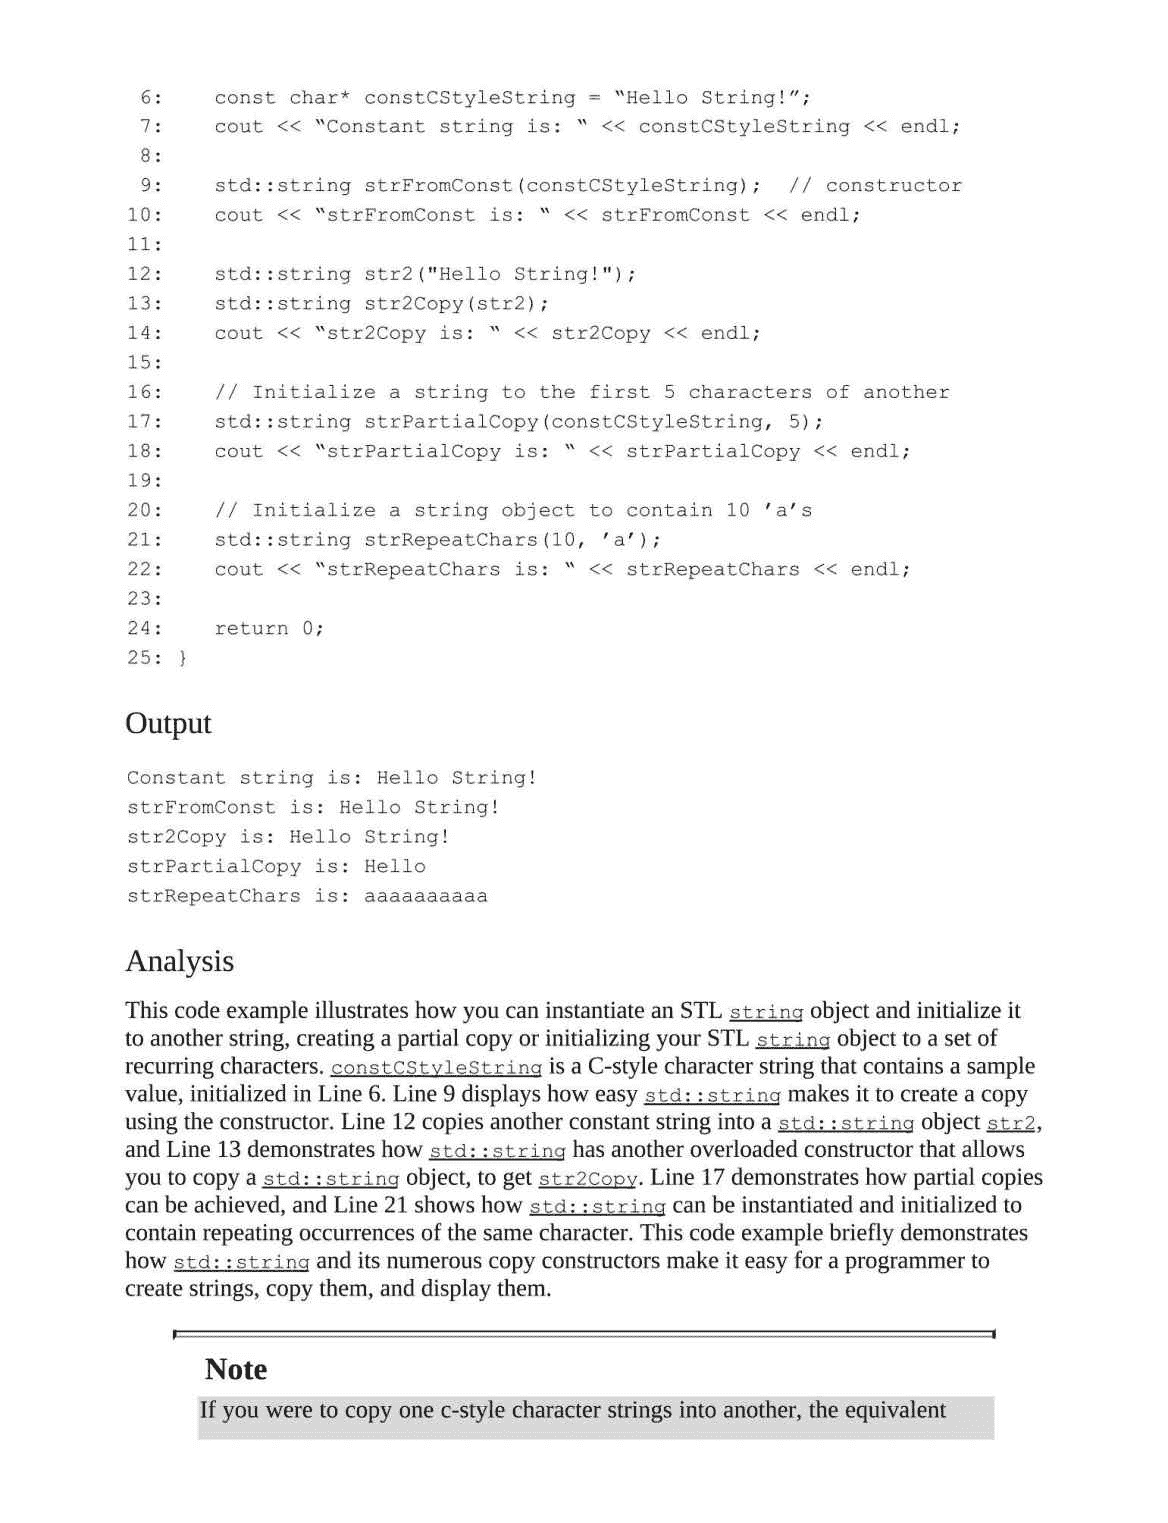 6:    const char* constCStyleString = “Hello String!”;
7:    cout << “Constant string is: “ << constCStyleString << endl;
8:
9:    std::string strFromConst(constCStyleString);  // constructor
10:    cout << “strFromConst is: “ << strFromConst << endl;
11:
12:    std::string str2("Hello String!");
13:    std::string str2Copy(str2);
14:    cout << “str2Copy is: “ << str2Copy << endl;
15:
16:    // Initialize a string to the first 5 characters of another
17:    std::string strPartialCopy(constCStyleString, 5);
18:    cout << “strPartialCopy is: “ << strPartialCopy << endl;
19:
20:    // Initialize a string object to contain 10 ’a’s
21:    std::string strRepeatChars(10, ’a’);
22:    cout << “strRepeatChars is: “ << strRepeatChars << endl;
23:
24:    return 0;
25: }
Output
Constant string is: Hello String!
strFromConst is: Hello String!
str2Copy is: Hello String!
strPartialCopy is: Hello
strRepeatChars is: aaaaaaaaaa
Analysis
This code example illustrates how you can instantiate an STL string object and initialize it
to another string, creating a partial copy or initializing your STL string object to a set of
recurring characters. constCStyleString is a C-style character string that contains a sample
value, initialized in Line 6. Line 9 displays how easy std::string makes it to create a copy
using the constructor. Line 12 copies another constant string into a std::string object str2,
and Line 13 demonstrates how std::string has another overloaded constructor that allows
you to copy a std::string object, to get str2Copy. Line 17 demonstrates how partial copies
can be achieved, and Line 21 shows how std::string can be instantiated and initialized to
contain repeating occurrences of the same character. This code example briefly demonstrates
how std::string and its numerous copy constructors make it easy for a programmer to
create strings, copy them, and display them.
Note
If you were to copy one c-style character strings into another, the equivalent